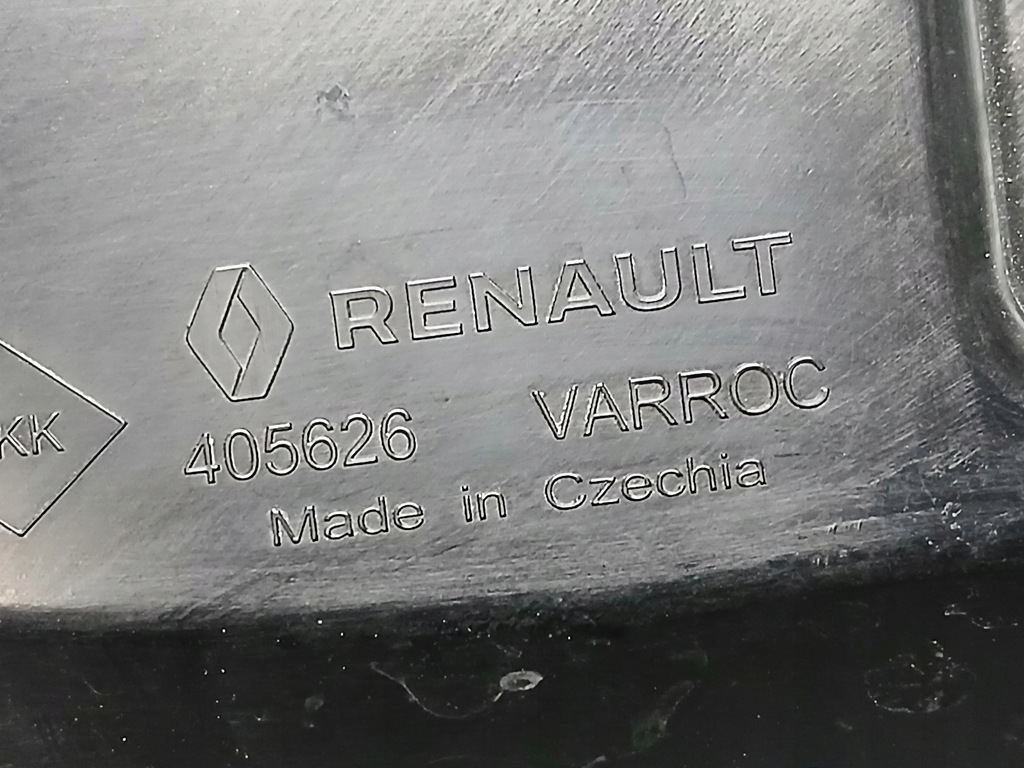 RENAULT
KK
405626 VARROC
Made in Czechia